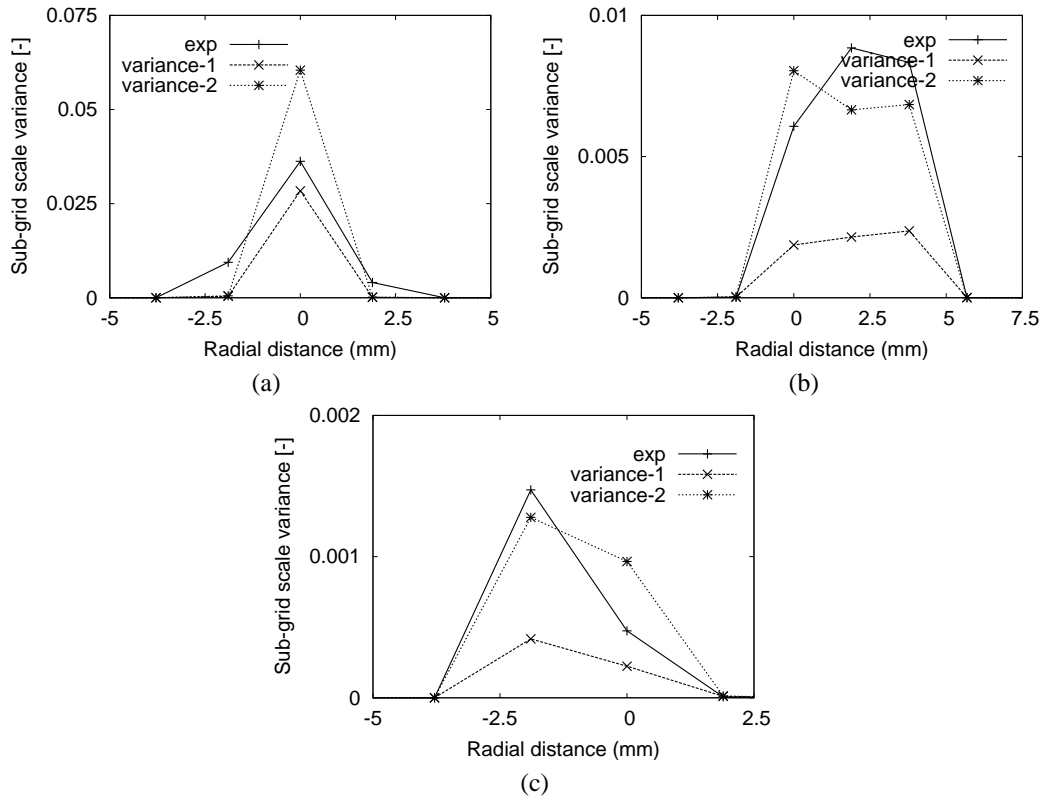 0.075
0.05
0.025
0
Sub-grid scale variance [-]
exp
variance-1
variance-2
-5 -2.5 0 2.5 5
Radial distance (mm)
(a)
0.01
0.005
0
Sub-grid scale variance [-]
exp
variance-1
variance-2
-5 -2.5 0 2.5 5 7.5
Radial distance (mm)
(b)
0.002
0.001
0
Sub-grid scale variance [-]
exp
variance-1
variance-2
-5 -2.5 0 2.5
Radial distance (mm)
(c)